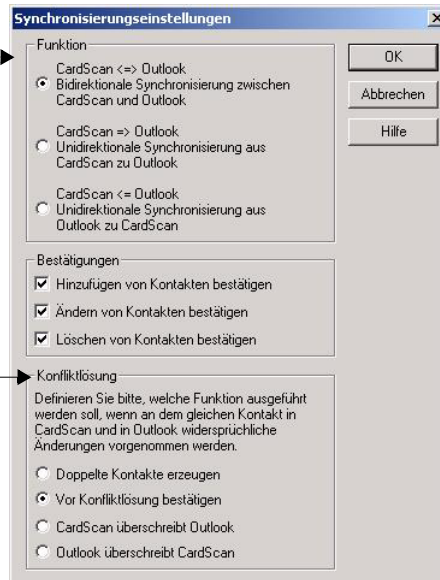 Synchronisierungseinstellungen
Funktion
CardScan <=> Outlook
Bidirektionale Synchronisierung zwischen
CardScan und Outlook
CardScan => Outlook
Unidirektionale Synchronisierung aus
CardScan zu Outlook
CardScan <= Outlook
Unidirektionale Synchronisierung aus
Outlook zu CardScan
OK
Abbrechen
Hilfe
Bestätigungen
Hinzufügen von Kontakten bestätigen
Ändern von Kontakten bestätigen
Löschen von Kontakten bestätigen
Konfliktlösung
Definieren Sie bitte, welche Funktion ausgeführt
werden soll, wenn an dem gleichen Kontakt in
CardScan und in Outlook widersprüchliche
Änderungen vorgenommen werden.
Doppelte Kontakte erzeugen
Vor Konfliktlösung bestätigen
CardScan überschreibt Outlook
Outlook überschreibt CardScan